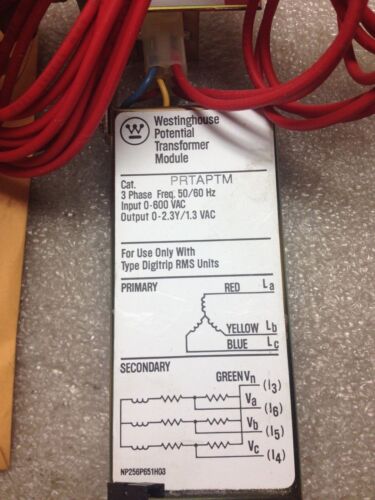 Westinghouse
Potential
Transformer
Module
Cat. PRTAPTM
3 Phase Freq. 50/60 Hz
Input 0-600 VAC
Output 0-2.3Y/1.3 VAC
For Use Only With
Type Digitrip RMS Units
PRIMARY
RED La
YELLOW Lb
BLUE Lc
SECONDARY
GREEN Vn (I3)
Va (I6)
Vb (I5)
Vc (I4)
NP256P651H03